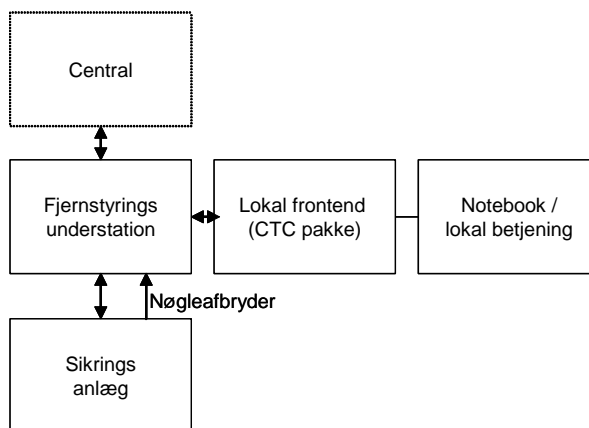 Central
Fjernstyrings
understation
Lokal frontend
(CTC pakke)
Notebook /
lokal betjening
Nøgleafbryder
Sikrings
anlæg